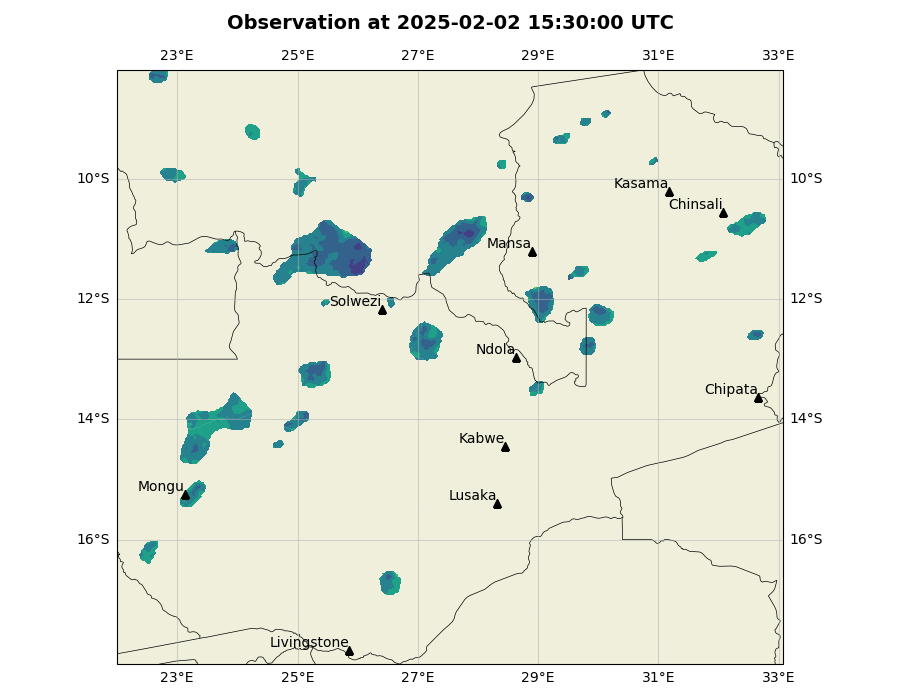 Observation at 2025-02-02 15:30:00 UTC
23°E 25°E 27°E 29°E 31°E 33°E
10°S 10°S
Kasama
Chinsali
Mansa
12°S 12°S
Solwezi
Ndola
Chipata
14°S 14°S
Kabwe
Mongu
Lusaka
16°S 16°S
Livingstone
23°E 25°E 27°E 29°E 31°E 33°E